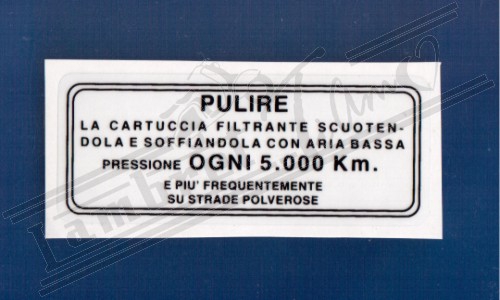 PULIRE
LA CARTUCCIA FILTRANTE SCUOTEN-
DOLA E SOFFIANDOLA CON ARIA BASSA
PRESSIONE OGNI 5.000 Km.
E PIU' FREQUENTEMENTE
SU STRADE POLVEROSE